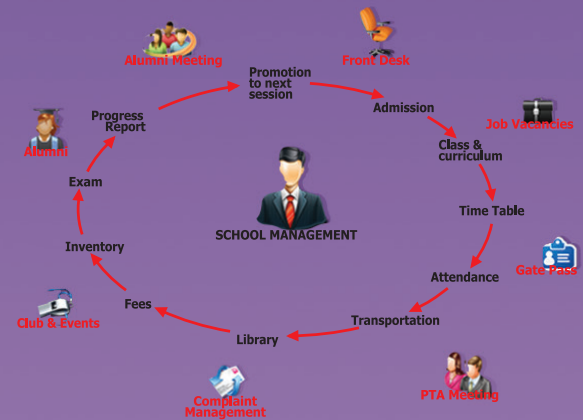 Alumni Meeting
Front Desk
Promotion
to next
session
Admission
Progress
Report
Job Vacancies
Alumni
Class &
curriculum
Exam
Time Table
SCHOOL MANAGEMENT
Inventory
Attendance
Gate Pass
Fees
Club & Events
Transportation
Library
PTA Meeting
Complaint
Management